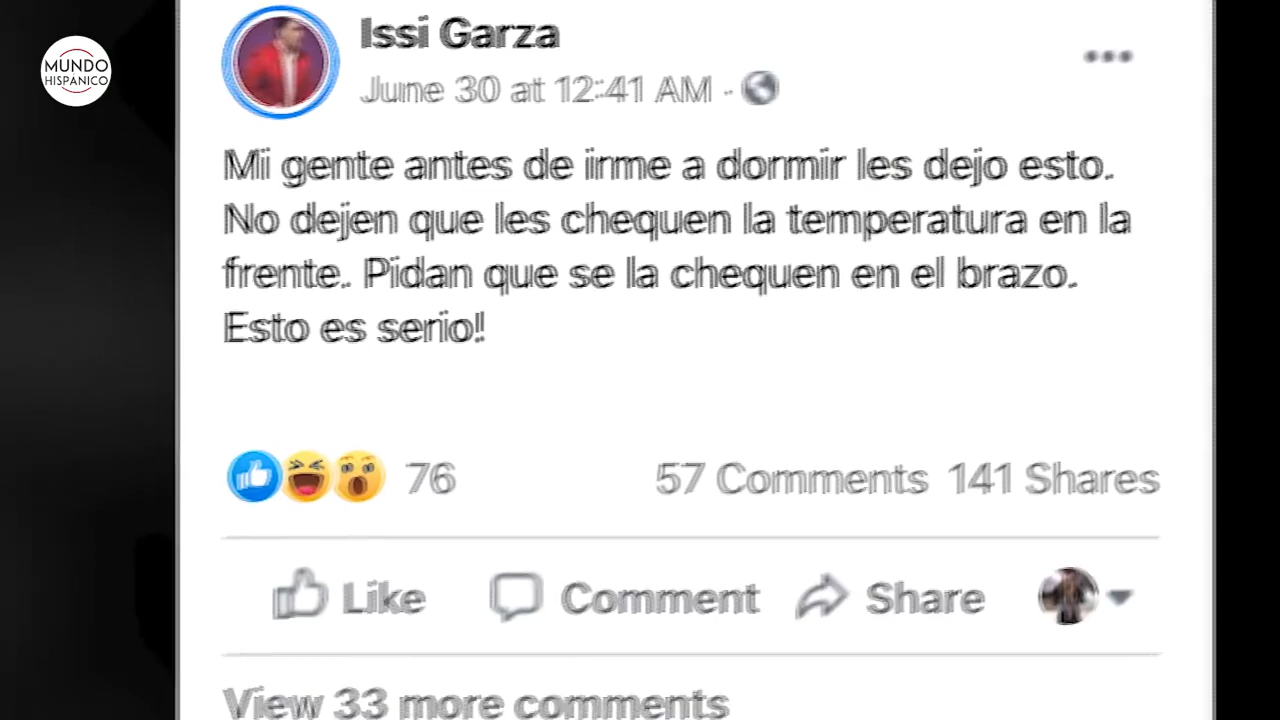 MUNDO
HISPANICO
Issi Garza
June 30 at 12:41 AM ·
Mi gente antes de irme a dormir les dejo esto.
No dejen que les chequen la temperatura en la
frente. Pidan que se la chequen en el brazo.
Esto es serio!
76
57 Comments 141 Shares
Like Comment Share
View 33 more comments